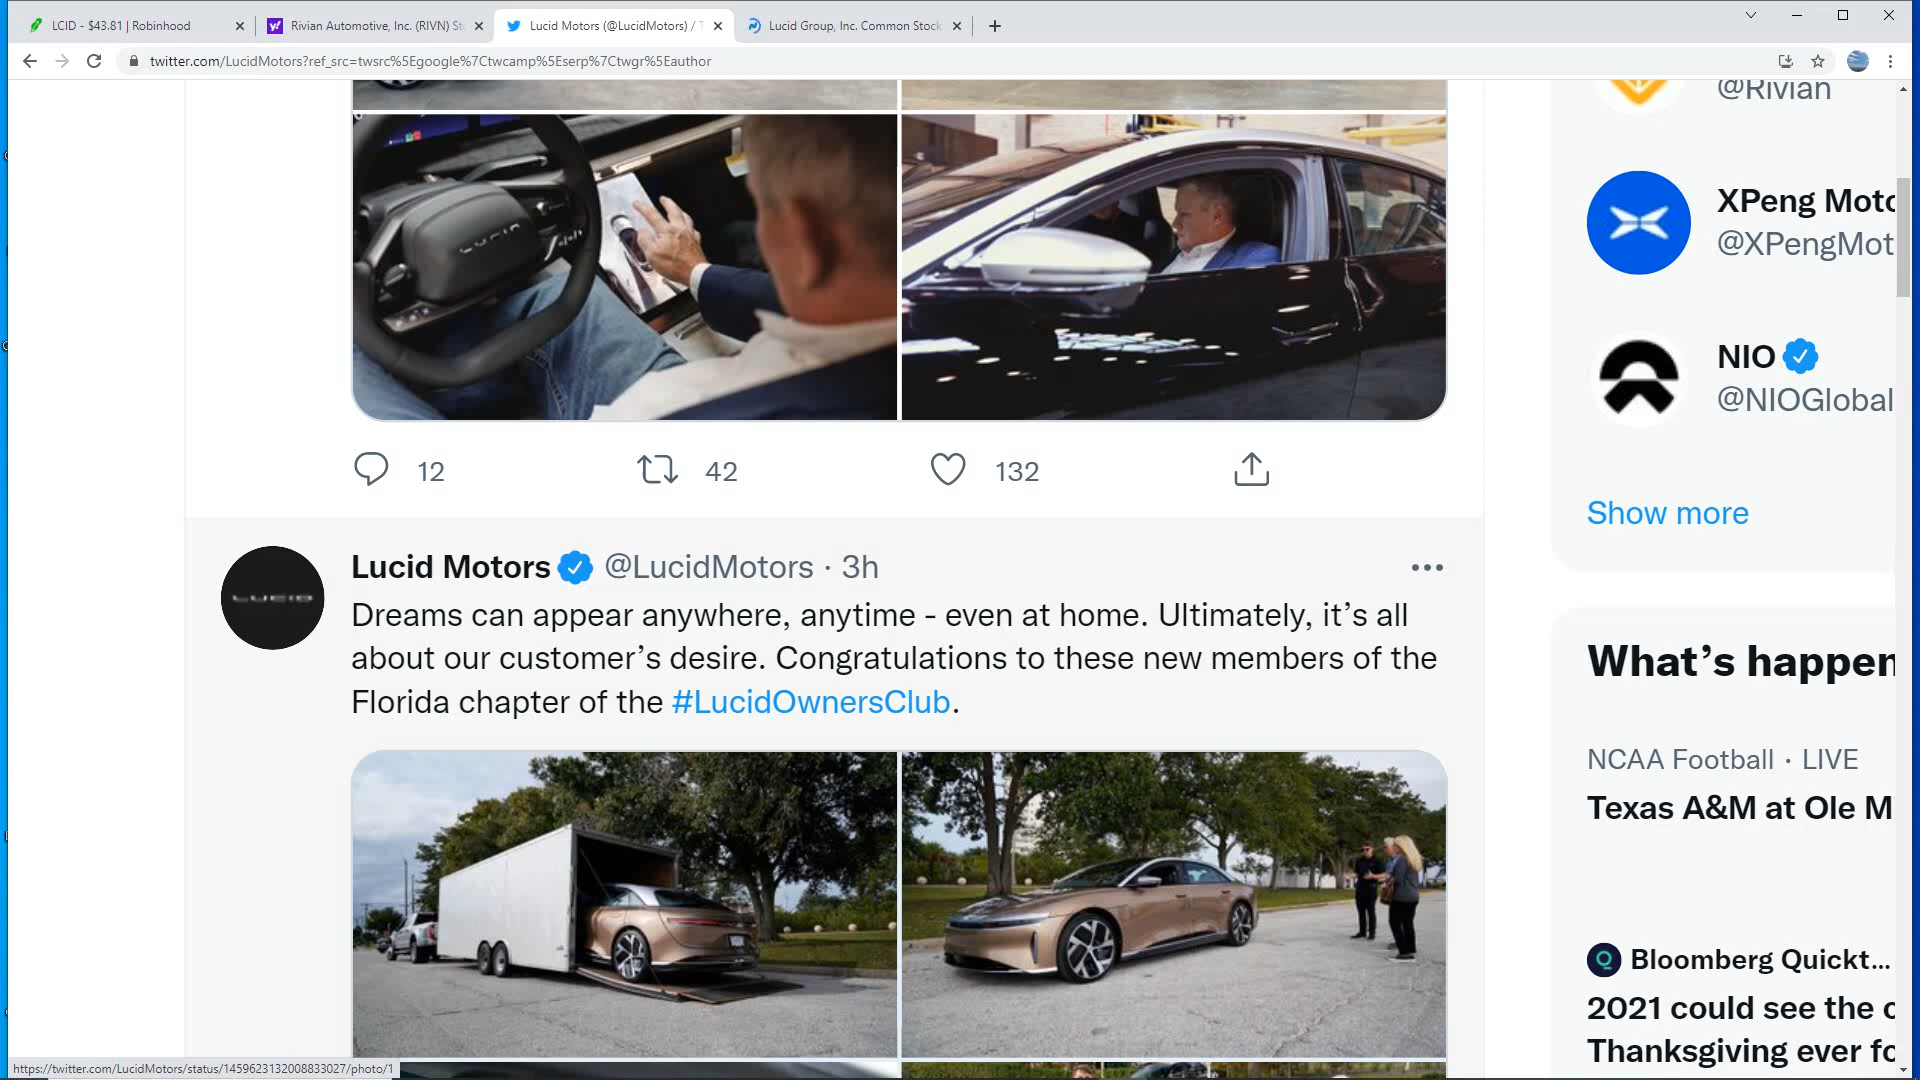 LCID - $43.81 | Robinhood
Rivian Automotive, Inc. (RIVN) St
Lucid Motors (@LucidMotors) / T
Lucid Group, Inc. Common Stock
twitter.com/LucidMotors?ref_src=twsrc%5Egoogle%7Ctwcamp%5Eserp%7Ctwgr%5Eauthor
@Rivian
LUCID
XPeng Moto
@XPengMot
NIO
@NIOGlobal
12
42
132
Show more
Lucid Motors @LucidMotors · 3h
LUCID
Dreams can appear anywhere, anytime - even at home. Ultimately, it's all
about our customer's desire. Congratulations to these new members of the
Florida chapter of the #LucidOwnersClub.
What's happen
NCAA Football · LIVE
Texas A&M at Ole M
Bloomberg Quickt...
2021 could see the c
Thanksgiving ever fo
https://twitter.com/LucidMotors/status/1459623132008833027/photo/1